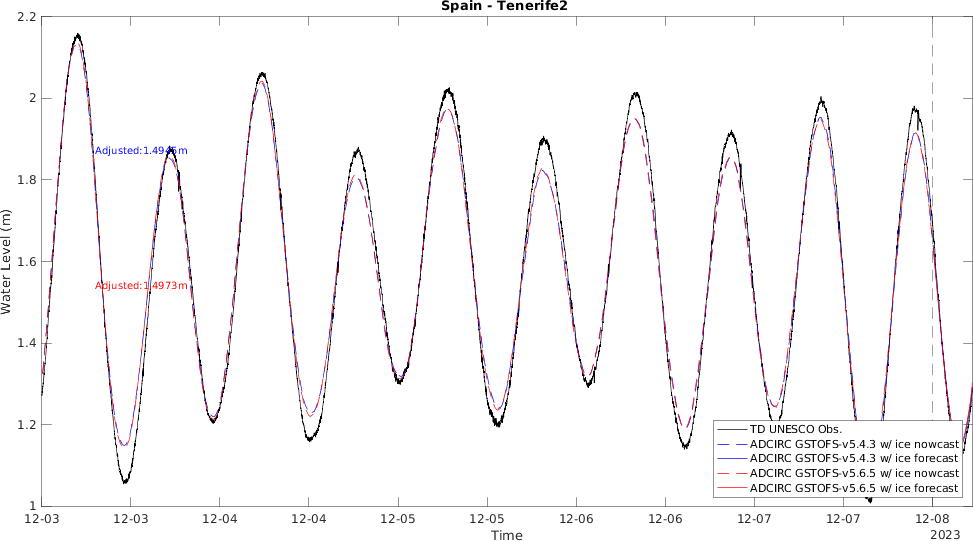 Spain - Tenerife2
2.2
2
1.8
1.6
1.4
1.2
1
Water Level (m)
Adjusted:1.4945m
Adjusted:1.4973m
TD UNESCO Obs.
ADCIRC GSTOFS-v5.4.3 w/ ice nowcast
ADCIRC GSTOFS-v5.4.3 w/ ice forecast
ADCIRC GSTOFS-v5.6.5 w/ ice nowcast
ADCIRC GSTOFS-v5.6.5 w/ ice forecast
12-03 12-03 12-04 12-04 12-05 12-05 12-06 12-06 12-07 12-07 12-08
Time
2023